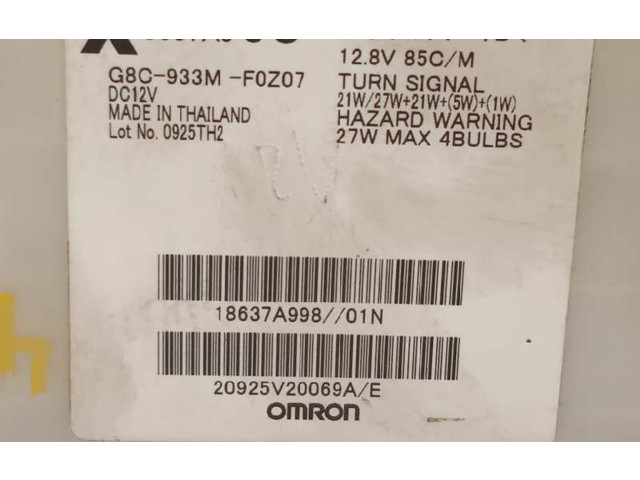 12.8V 85C/M
G8C-933M-F0Z07
DC12V
MADE IN THAILAND
Lot No. 0925TH2
TURN SIGNAL
21W/27W+21W+(5W)+(1W)
HAZARD WARNING
27W MAX 4BULBS
18637A998//01N
20925V20069A/E
OMRON